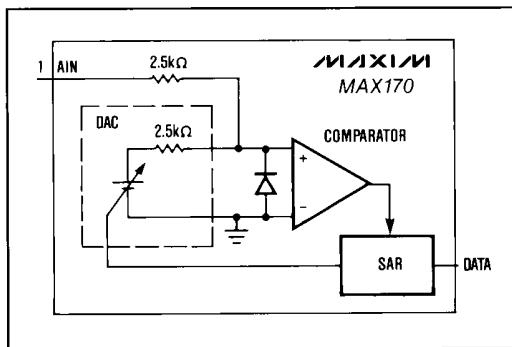 1 AIN
2.5kΩ
MAXIM
MAX170
DAC
2.5kΩ
COMPARATOR
+
−
SAR
DATA